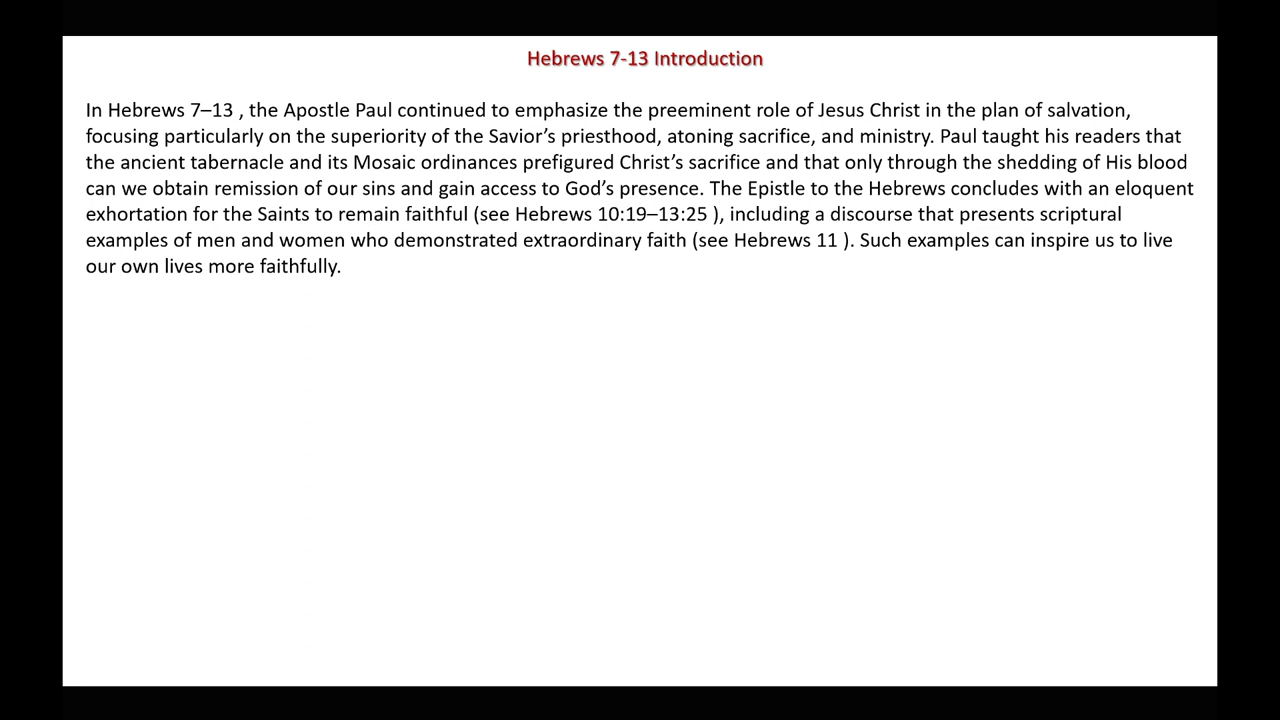 Hebrews 7-13 Introduction
In Hebrews 7–13 , the Apostle Paul continued to emphasize the preeminent role of Jesus Christ in the plan of salvation,
focusing particularly on the superiority of the Savior’s priesthood, atoning sacrifice, and ministry. Paul taught his readers that
the ancient tabernacle and its Mosaic ordinances prefigured Christ’s sacrifice and that only through the shedding of His blood
can we obtain remission of our sins and gain access to God’s presence. The Epistle to the Hebrews concludes with an eloquent
exhortation for the Saints to remain faithful (see Hebrews 10:19–13:25 ), including a discourse that presents scriptural
examples of men and women who demonstrated extraordinary faith (see Hebrews 11 ). Such examples can inspire us to live
our own lives more faithfully.